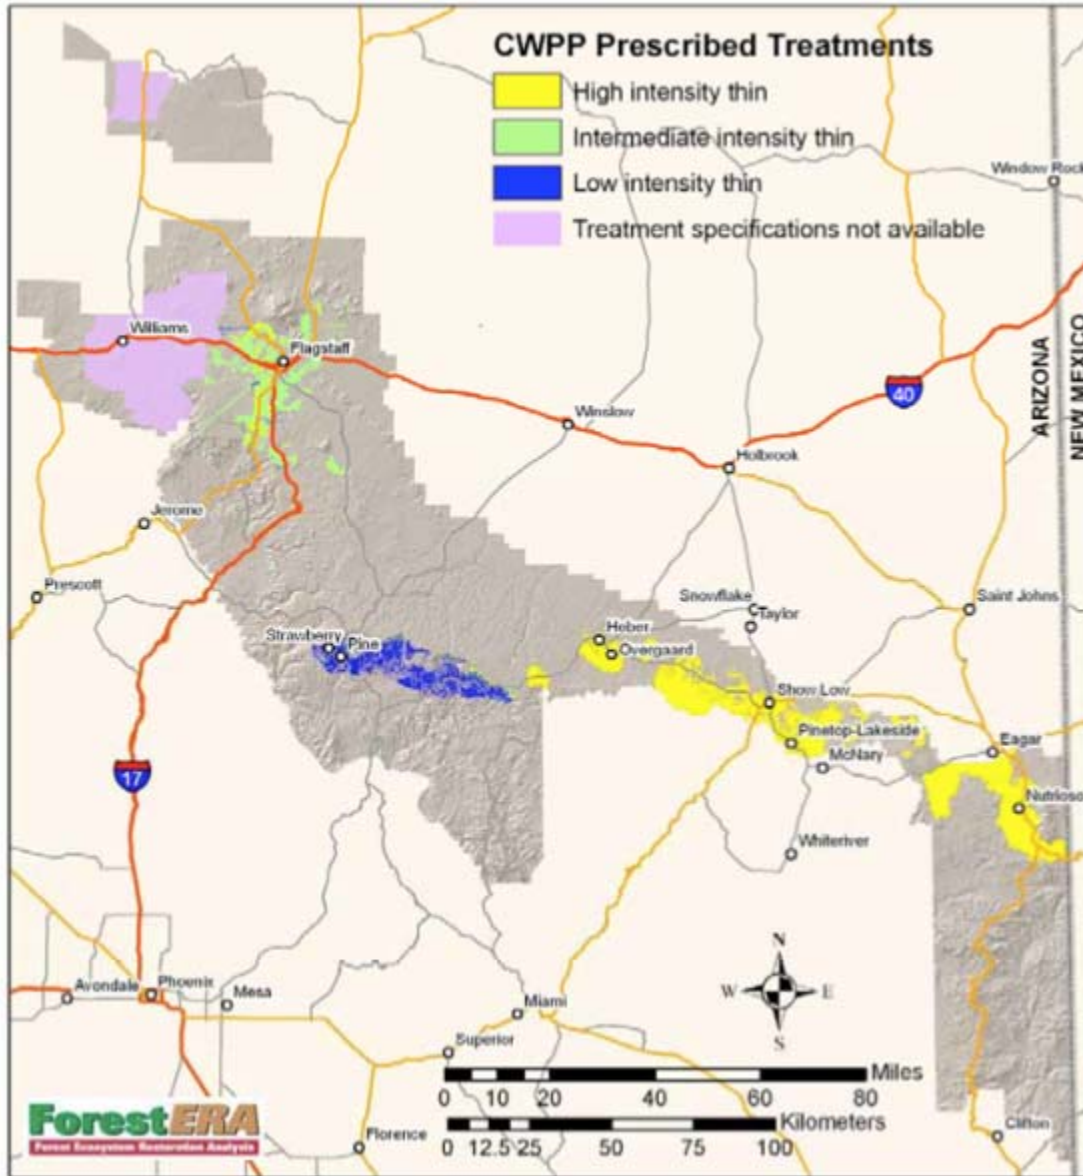 CWPP Prescribed Treatments
High intensity thin
Intermediate intensity thin
Low intensity thin
Treatment specifications not available
Window Rock
Williams
Flagstaff
ARIZONA
NEW MEXICO
40
Winslow
Holbrook
Jerome
Prescott
Snowflake
Taylor
Saint Johns
Strawberry
Pine
Heber
Overgaard
Show Low
Pinetop-Lakeside
McNary
Eagar
17
Nutrioso
Whiteriver
N
W
E
S
Avondale
Phoenix
Mesa
Miami
Superior
Miles
0 10 20 40 60 80
Kilometers
0 12.5 25 50 75 100
ForestERA
Forest Ecosystem Restoration Analysis
Florence
Clifton